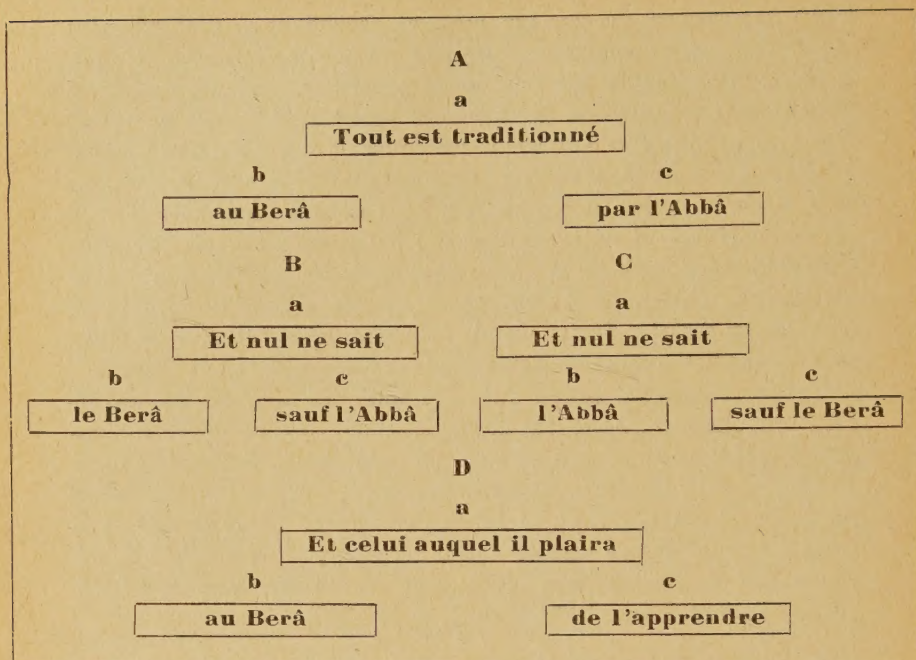 A
a
Tout est traditionné
b c
au Berâ par l'Abbâ
B C
a a
Et nul ne sait Et nul ne sait
b c b c
le Berâ sauf l'Abbâ l'Abbâ sauf le Berâ
D
a
Et celui auquel il plaira
b c
au Berâ de l'apprendre